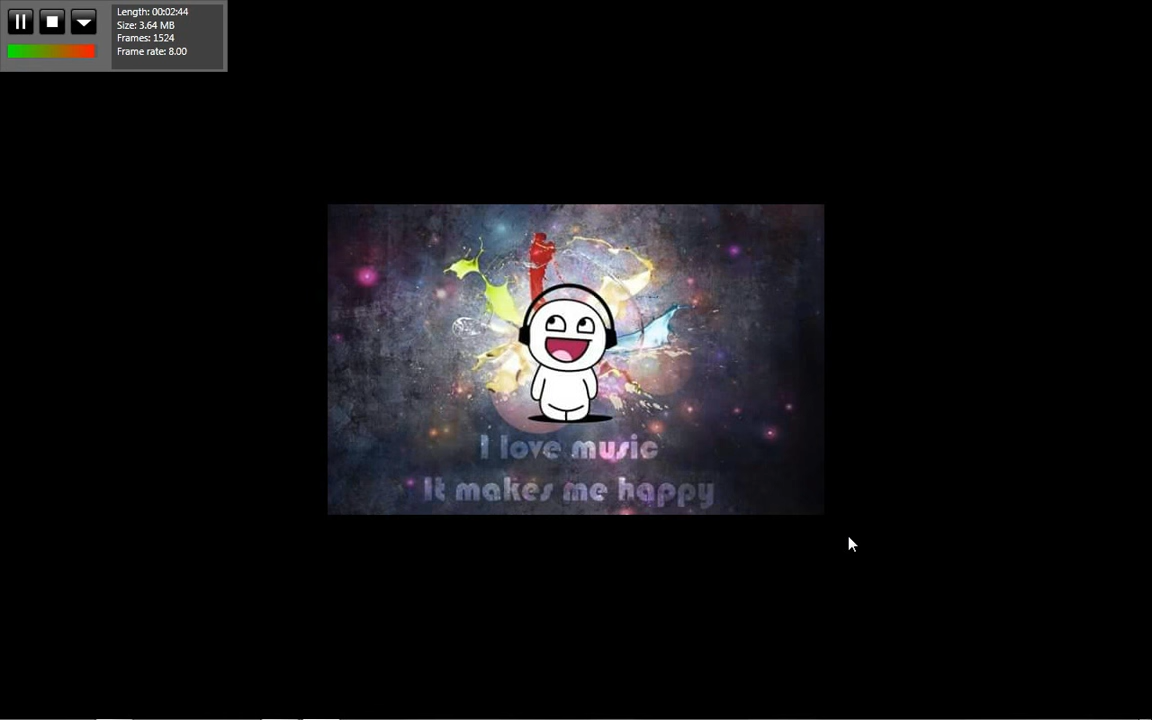 Length: 00:02:44
Size: 3.64 MB
Frames: 1524
Frame rate: 8.00
I love music
It makes me happy